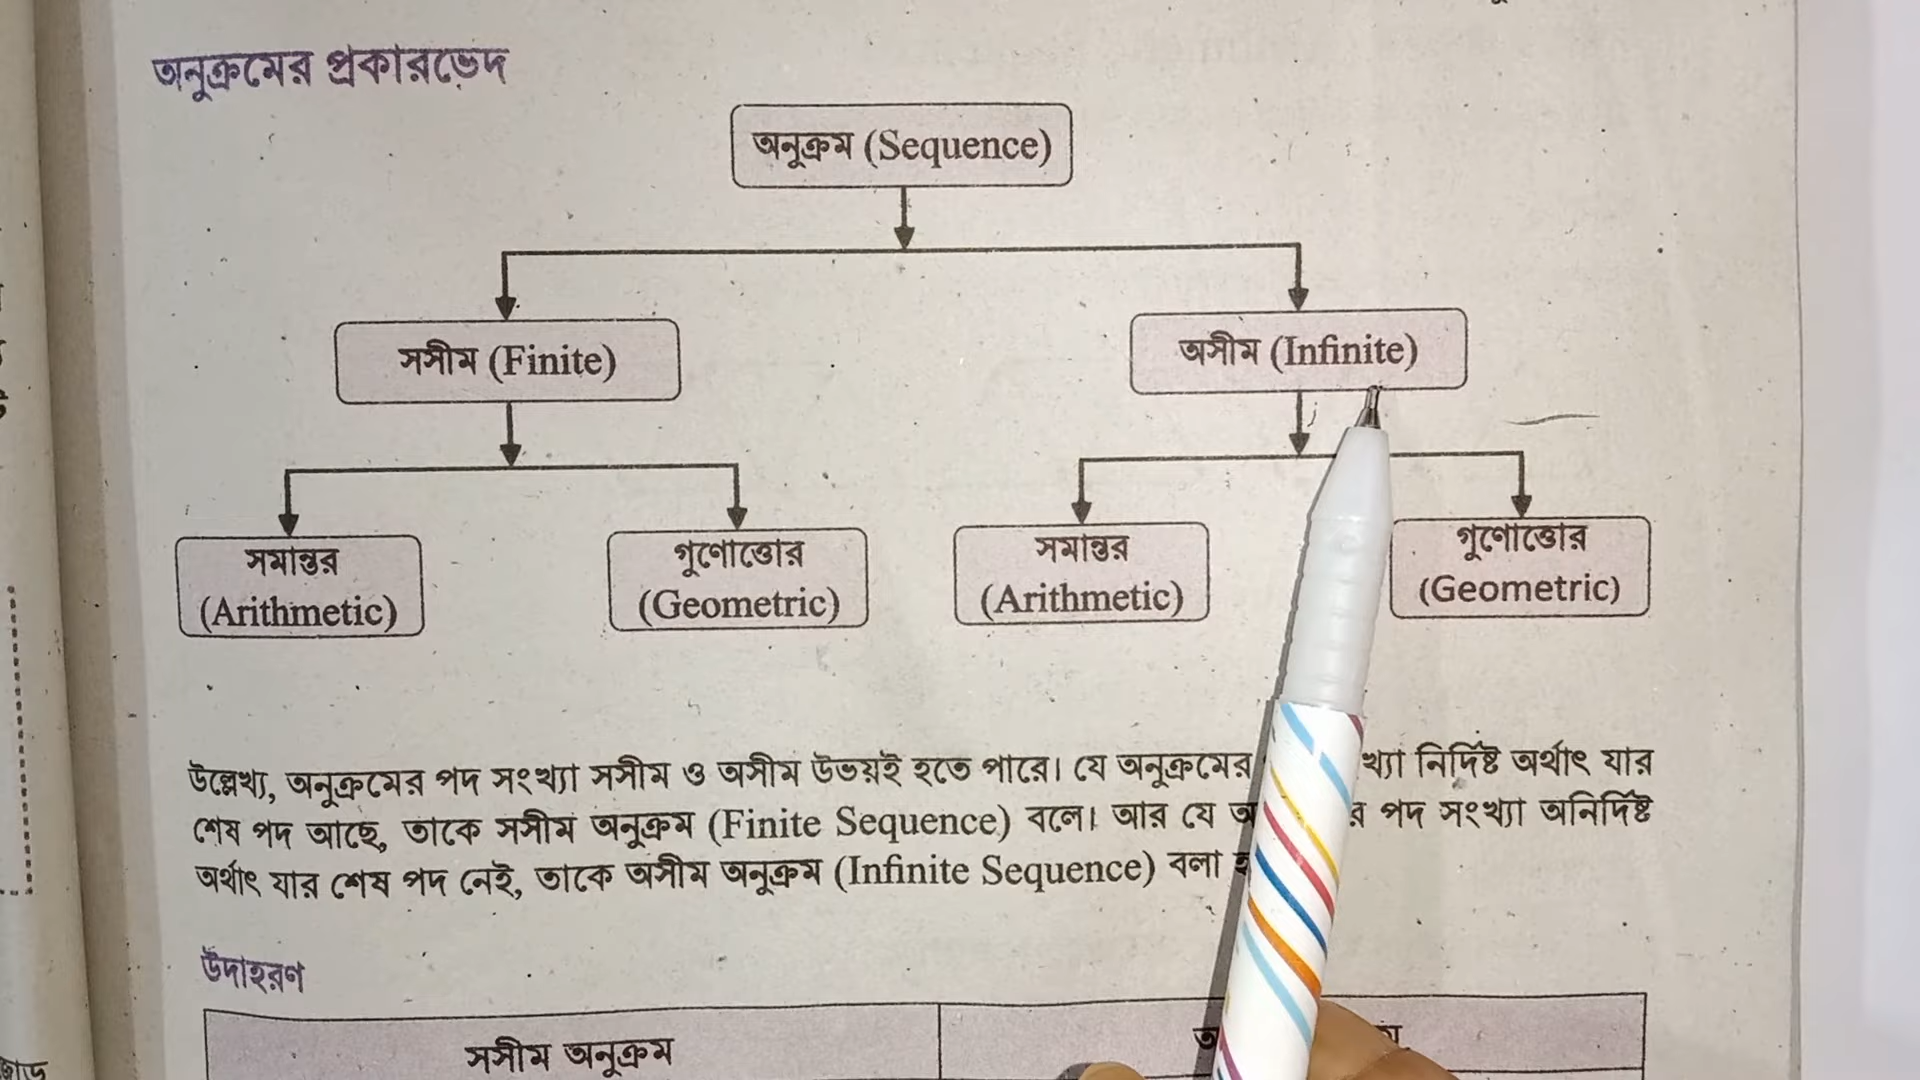 অনুক্রমের প্রকারভেদ
অনুক্রম (Sequence)
সসীম (Finite)
অসীম (Infinite)
সমান্তর
(Arithmetic)
গুণোত্তোর
(Geometric)
সমান্তর
(Arithmetic)
গুণোত্তোর
(Geometric)
উল্লেখ্য, অনুক্রমের পদ সংখ্যা সসীম ও অসীম উভয়ই হতে পারে। যে অনুক্রমের খ্যা নির্দিষ্ট অর্থাৎ যার
শেষ পদ আছে, তাকে সসীম অনুক্রম (Finite Sequence) বলে। আর যে অ র পদ সংখ্যা অনির্দিষ্ট
অর্থাৎ যার শেষ পদ নেই, তাকে অসীম অনুক্রম (Infinite Sequence) বলা
উদাহরণ
সসীম অনুক্রম